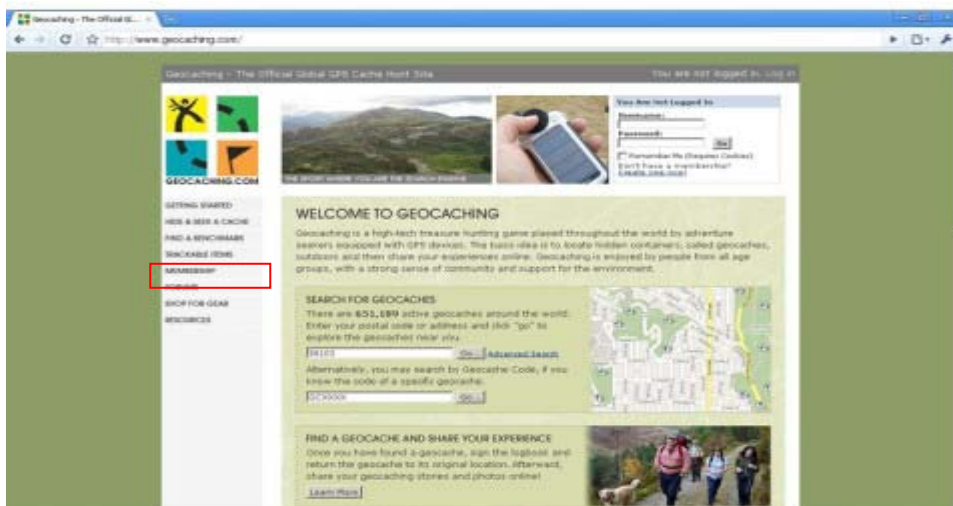 Geocaching - The Official G...
http://www.geocaching.com/
Geocaching - The Official Global GPS Cache Hunt Site
You are not logged in. Log in
GEOCACHING.COM
THE SPORT WHERE YOU ARE THE SEARCH ENGINE
You Are Not Logged In
Username:
Password:
Go
Remember Me (Requires Cookies)
Don't have a membership?
Create one now!
GETTING STARTED
HIDE & SEEK A CACHE
FIND A BENCHMARK
TRACKABLE ITEMS
MEMBERSHIP
FORUMS
SHOP FOR GEAR
RESOURCES
WELCOME TO GEOCACHING
Geocaching is a high-tech treasure hunting game played throughout the world by adventure
seekers equipped with GPS devices. The basic idea is to locate hidden containers, called geocaches,
outdoors and then share your experiences online. Geocaching is enjoyed by people from all age
groups, with a strong sense of community and support for the environment.
SEARCH FOR GEOCACHES
There are 651,189 active geocaches around the world.
Enter your postal code or address and click "go" to
explore the geocaches near you.
98103
Go... Advanced Search
Alternatively, you may search by Geocache Code, if you
know the code of a specific geocache.
GCXXXX
Go...
FIND A GEOCACHE AND SHARE YOUR EXPERIENCE
Once you have found a geocache, sign the logbook and
return the geocache to its original location. Afterward,
share your geocaching stories and photos online!
Learn More